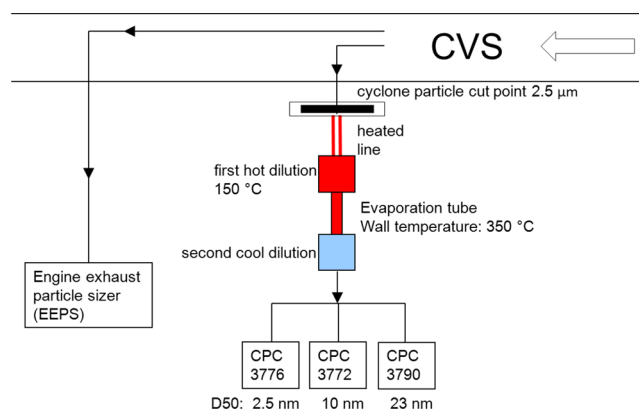 CVS
cyclone particle cut point 2.5 µm
heated
line
first hot dilution
150 °C
Evaporation tube
Wall temperature: 350 °C
second cool dilution
Engine exhaust
particle sizer
(EEPS)
CPC
3776
CPC
3772
CPC
3790
D50: 2.5 nm 10 nm 23 nm